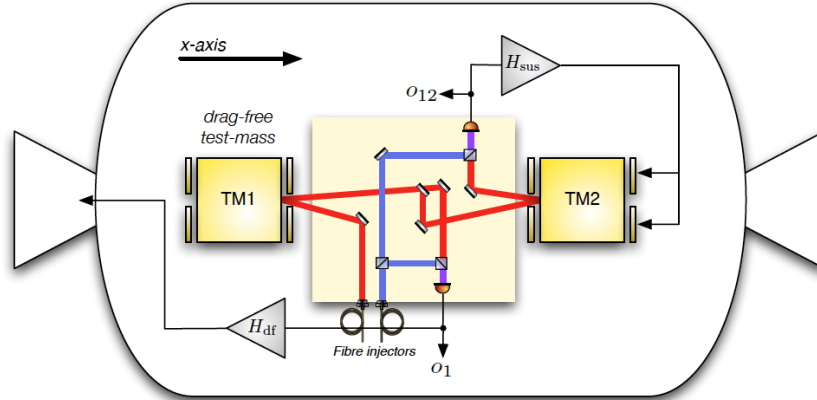 x-axis
H_sus
o_12
drag-free
test-mass
TM1
TM2
H_df
Fibre injectors
o_1